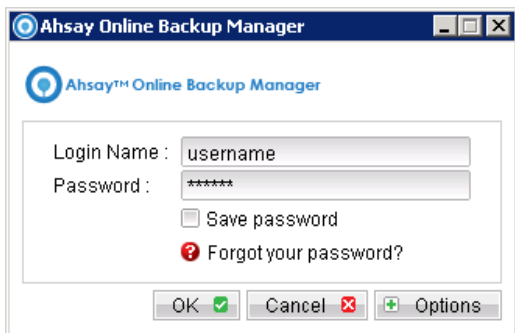 Ahsay Online Backup Manager
Ahsay™ Online Backup Manager
Login Name : username
Password : ******
Save password
Forgot your password?
OK Cancel Options